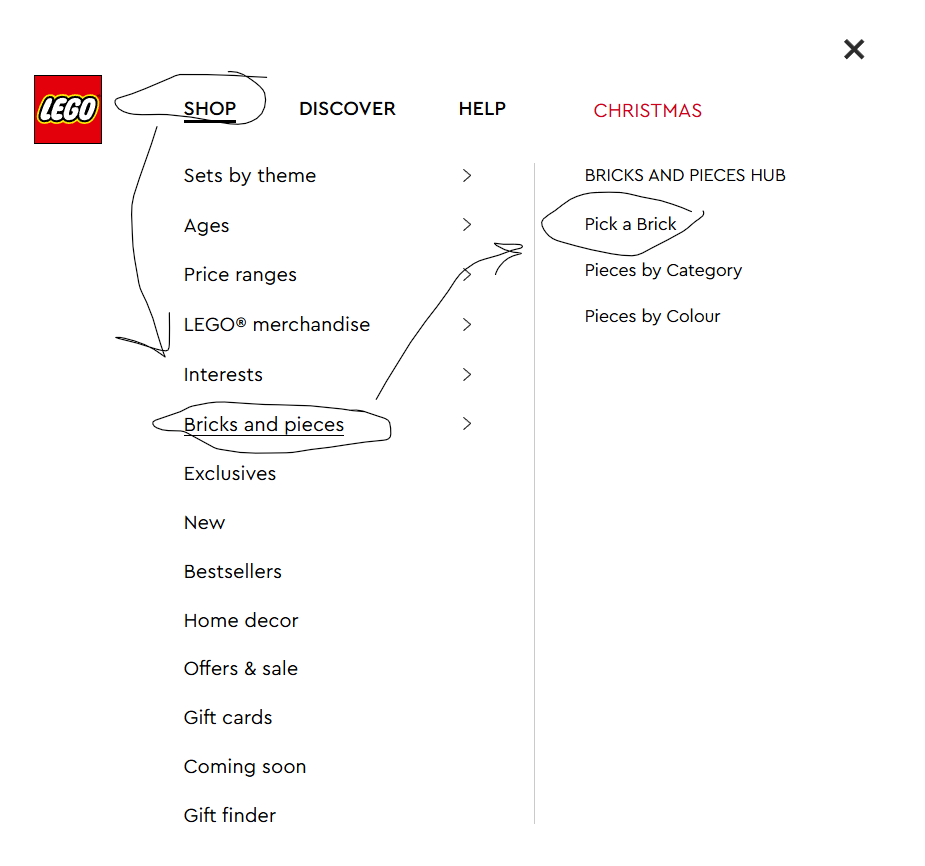 LEGO
SHOP DISCOVER HELP CHRISTMAS
Sets by theme
Ages
Price ranges
LEGO® merchandise
Interests
Bricks and pieces
Exclusives
New
Bestsellers
Home decor
Offers & sale
Gift cards
Coming soon
Gift finder
BRICKS AND PIECES HUB
Pick a Brick
Pieces by Category
Pieces by Colour